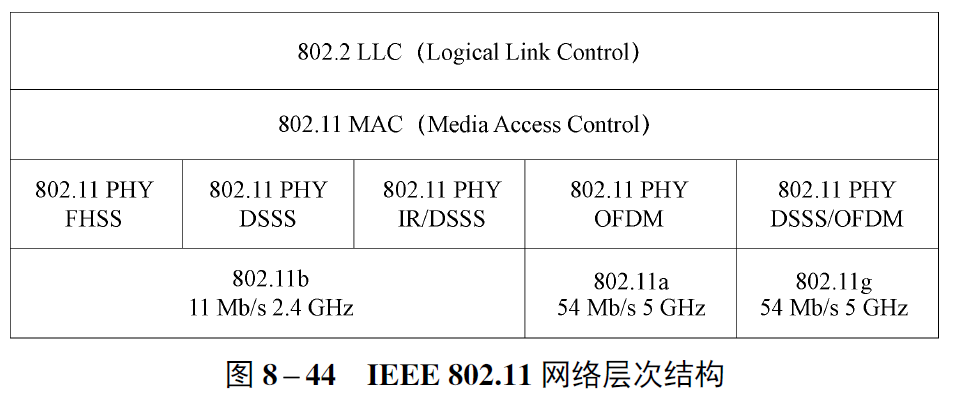 802.2 LLC（Logical Link Control）
802.11 MAC（Media Access Control）
802.11 PHY
FHSS
802.11 PHY
DSSS
802.11 PHY
IR/DSSS
802.11 PHY
OFDM
802.11 PHY
DSSS/OFDM
802.11b
11 Mb/s 2.4 GHz
802.11a
54 Mb/s 5 GHz
802.11g
54 Mb/s 5 GHz
图 8－44 IEEE 802.11 网络层次结构